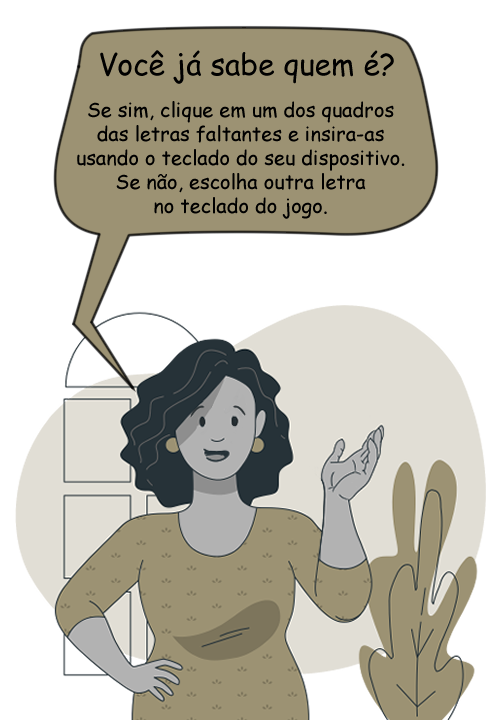 Você já sabe quem é?
Se sim, clique em um dos quadros
das letras faltantes e insira-as
usando o teclado do seu dispositivo.
Se não, escolha outra letra
no teclado do jogo.